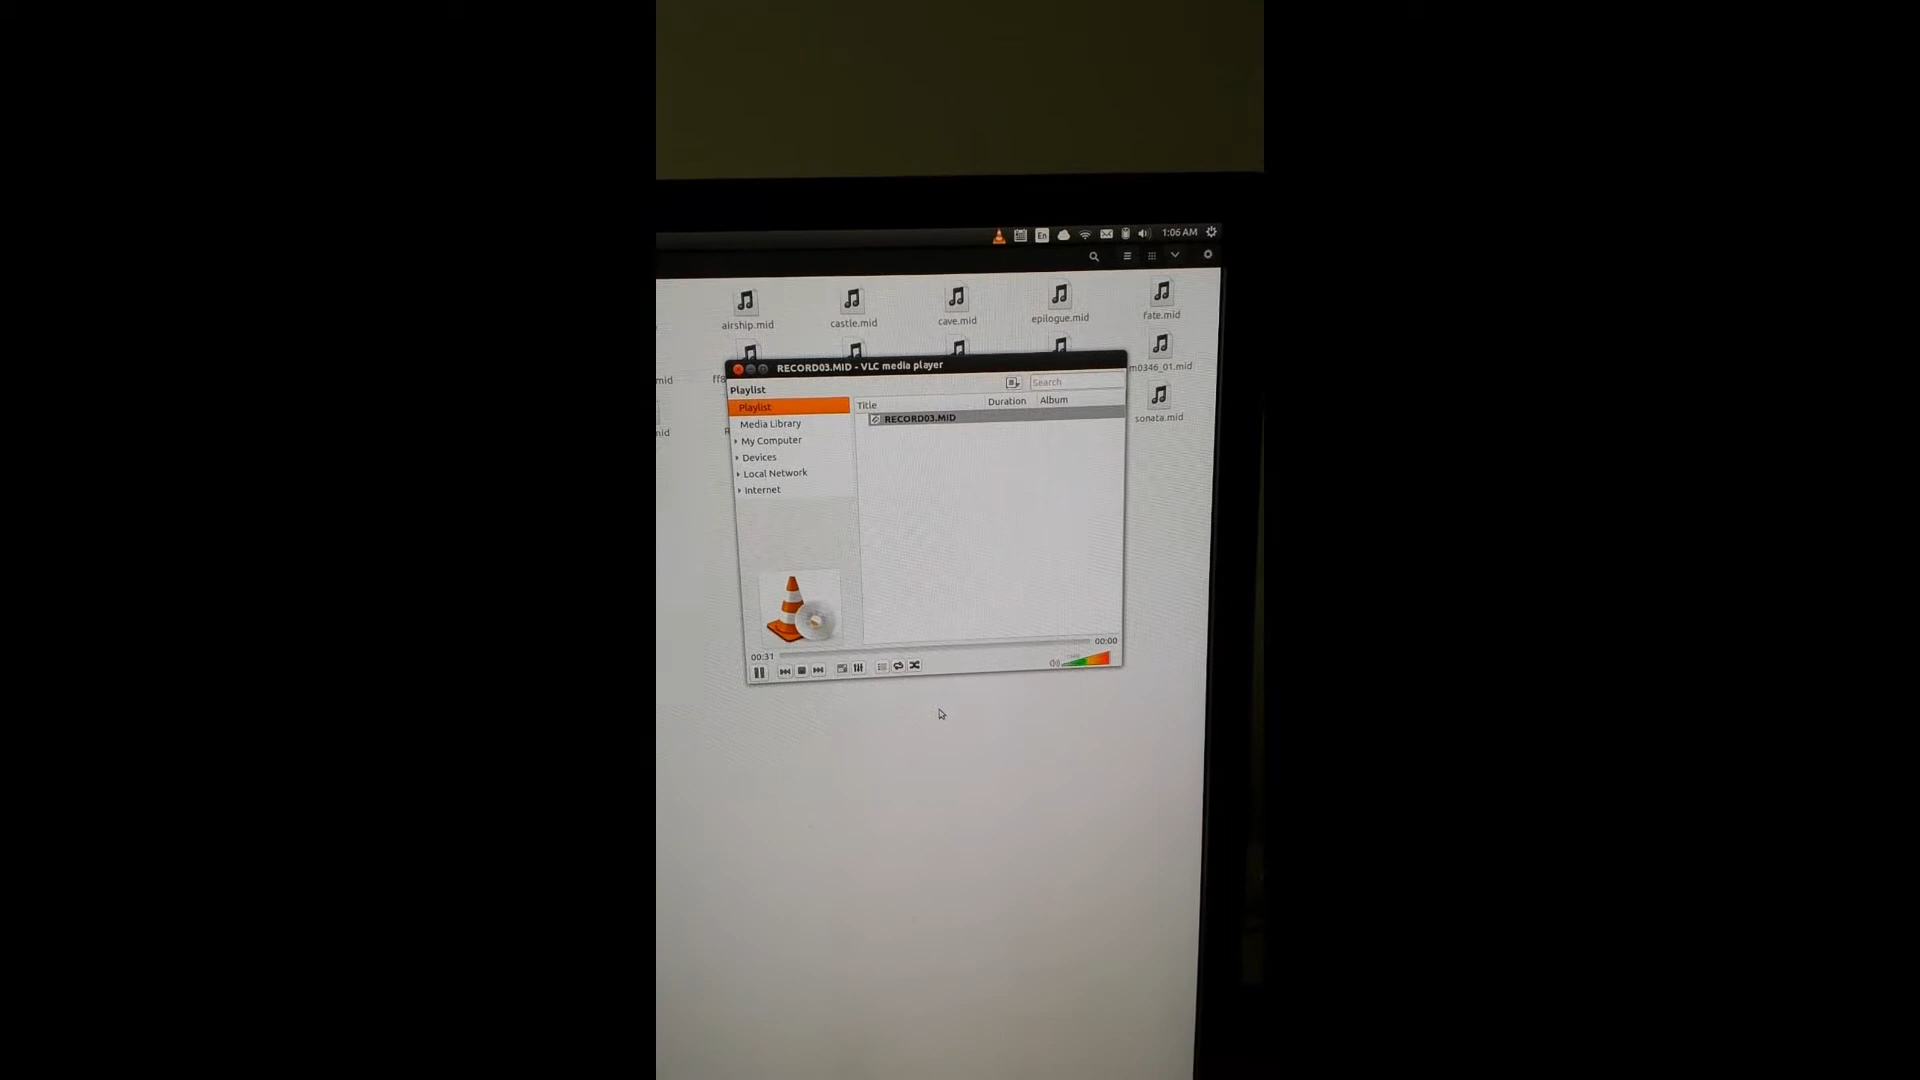 En 1:06 AM
airship.mid castle.mid cave.mid epilogue.mid fate.mid
m0346_01.mid
sonata.mid
RECORD03.MID - VLC media player
Playlist
Search
Playlist
Title Duration Album
RECORD03.MID
Media Library
My Computer
Devices
Local Network
Internet
00:31 00:00